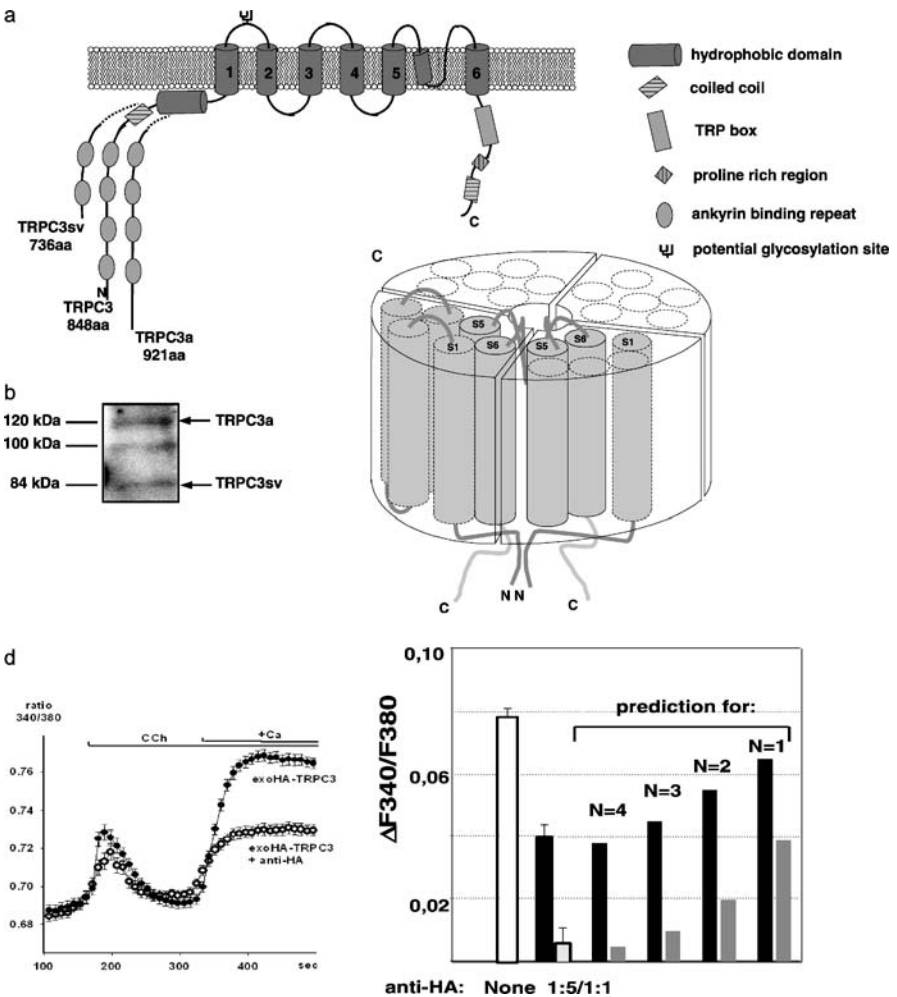 a
1 2 3 4 5 6
hydrophobic domain
coiled coil
TRP box
proline rich region
ankyrin binding repeat
potential glycosylation site
TRPC3sv
736aa
N
TRPC3
848aa
TRPC3a
921aa
C
C
S5
S1
S6
S5
S6
S1
N N
C
C
b
120 kDa
100 kDa
84 kDa
TRPC3a
TRPC3sv
d
ratio
340/380
CCh
+Ca
exoHA-TRPC3
exoHA-TRPC3
+ anti-HA
0.76
0.72
0.70
0.68
100 200 300 400 sec
0,10
0,06
0,02
ΔF340/F380
prediction for:
N=4
N=3
N=2
N=1
anti-HA: None 1:5/1:1